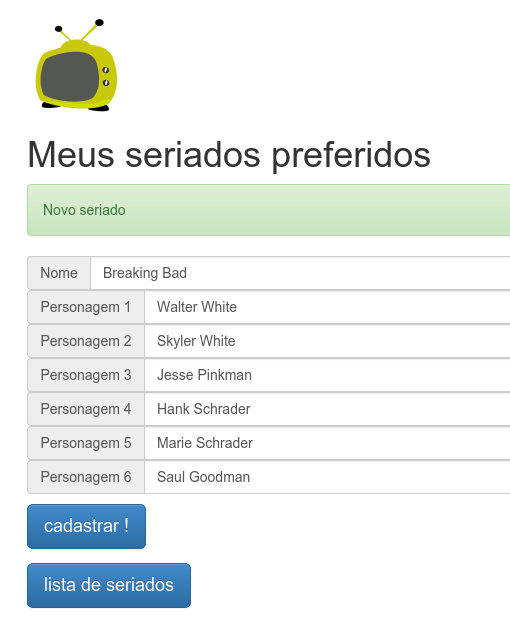 Meus seriados preferidos
Novo seriado
Nome Breaking Bad
Personagem 1 Walter White
Personagem 2 Skyler White
Personagem 3 Jesse Pinkman
Personagem 4 Hank Schrader
Personagem 5 Marie Schrader
Personagem 6 Saul Goodman
cadastrar !
lista de seriados